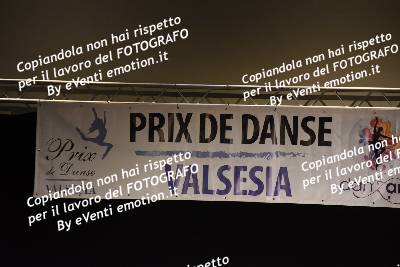 Copiandola non hai rispetto
per il lavoro del FOTOGRAFO
By eVenti emotion.it
Copiandola non hai rispetto
per il lavoro del FOTOGRAFO
By eVenti emotion.it
PRIX DE DANSE
VALSESIA
Prix
de Danse
Copiandola non hai rispetto
per il lavoro del FOTOGRAFO
By eVenti emotion.it
Copiandola non hai rispetto
per il lavoro del FOTOGRAFO
By eVenti emotion.it
rispetto